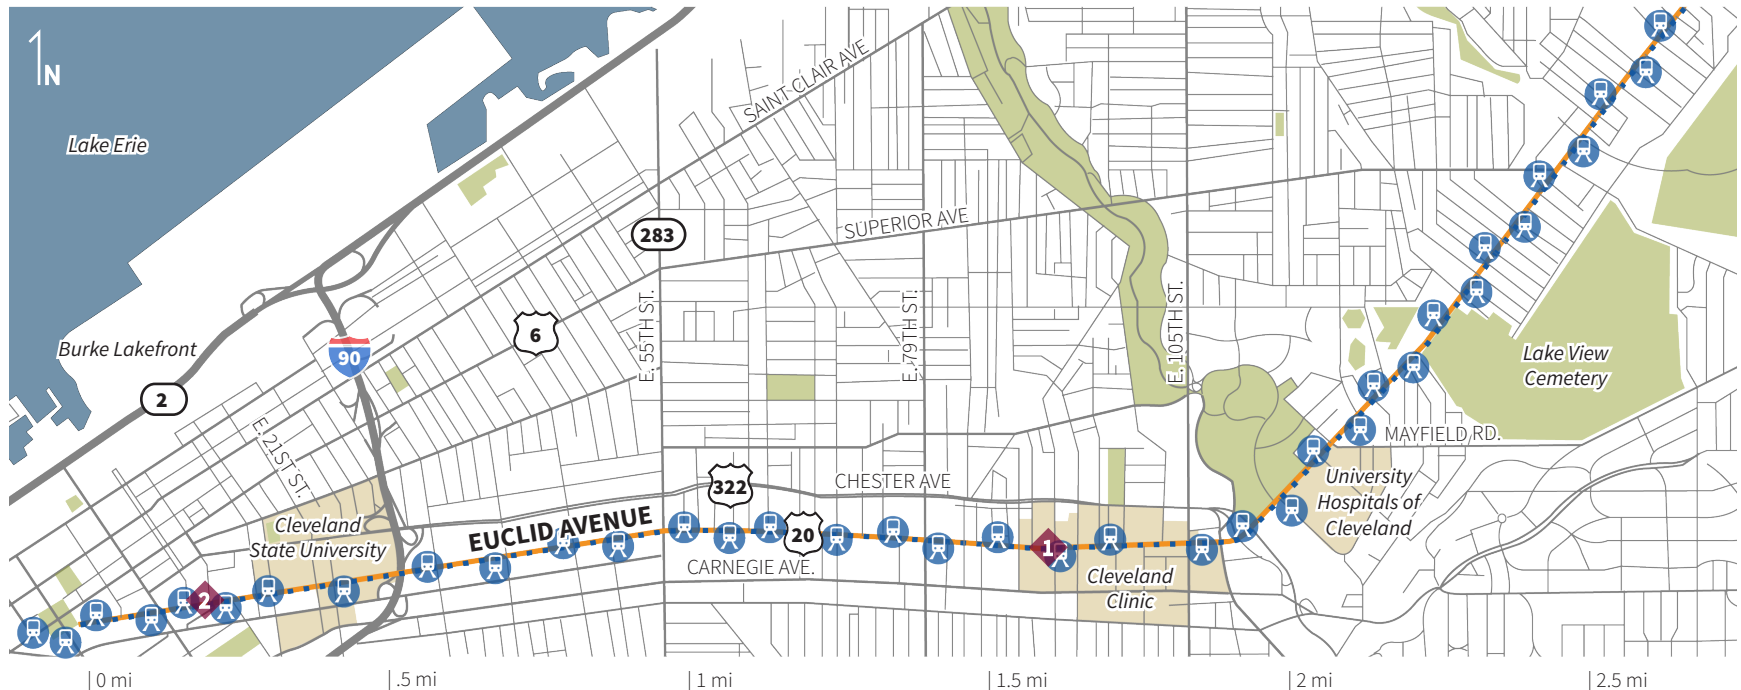 N
SAINT CLAIR AVE
Lake Erie
SUPERIOR AVE
283
E. 55TH ST.
E. 79TH ST.
E. 105TH ST.
6
Burke Lakefront
90
2
Lake View
Cemetery
E. 21ST ST.
MAYFIELD RD.
University
Hospitals of
Cleveland
CHESTER AVE
322
Cleveland
State University
EUCLID AVENUE
20
1
CARNEGIE AVE.
Cleveland
Clinic
2
0 mi
.5 mi
1 mi
1.5 mi
2 mi
2.5 mi